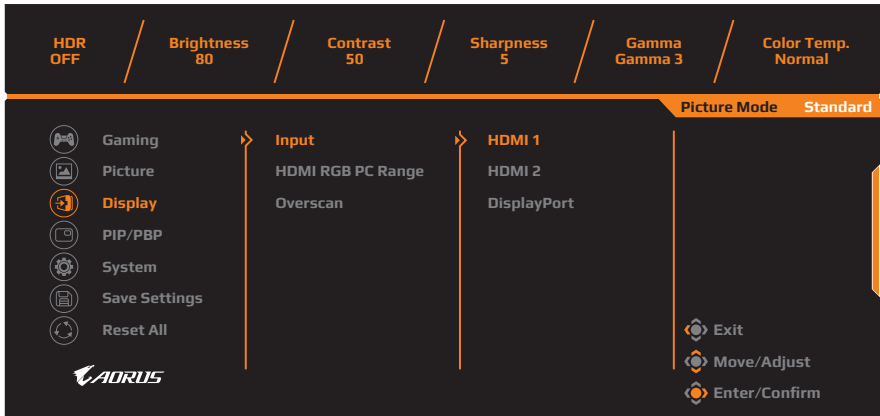 HDR Brightness Contrast Sharpness Gamma Color Temp.
OFF 80 50 5 Gamma 3 Normal
Picture Mode Standard
Gaming Input HDMI 1
Picture HDMI RGB PC Range HDMI 2
Display Overscan DisplayPort
PIP/PBP
System
Save Settings
Reset All Exit
AORUS Move/Adjust
Enter/Confirm